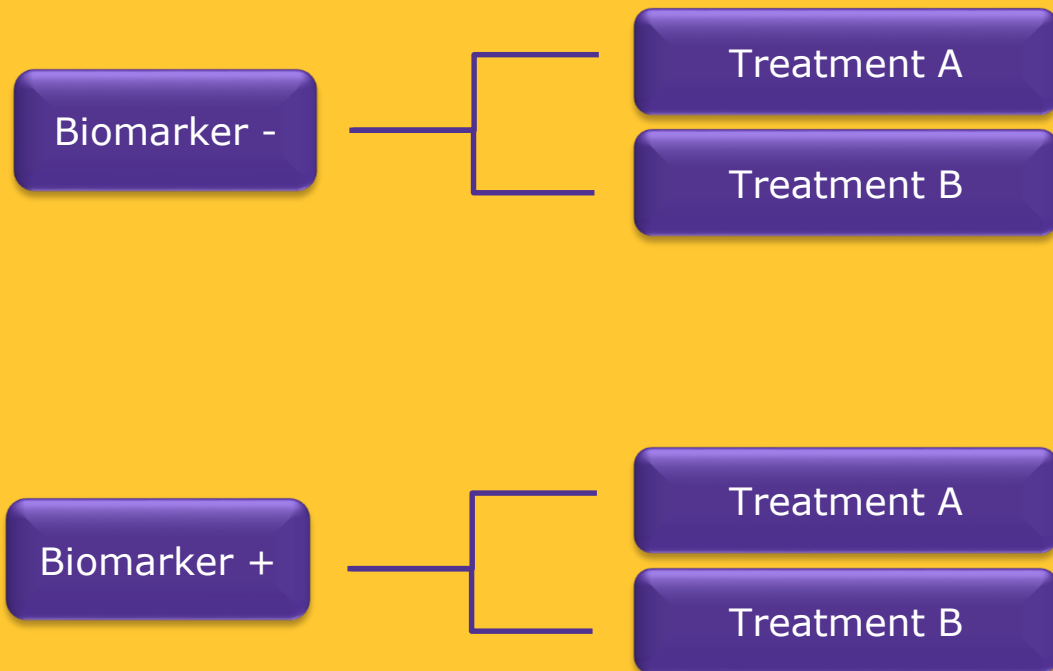 Treatment A
Biomarker -
Treatment B
Treatment A
Biomarker +
Treatment B